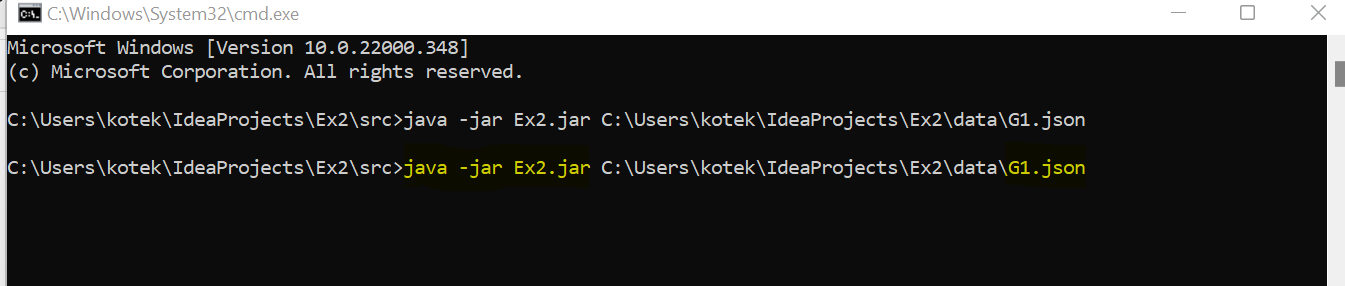 C:\Windows\System32\cmd.exe
Microsoft Windows [Version 10.0.22000.348]
(c) Microsoft Corporation. All rights reserved.
C:\Users\kotek\IdeaProjects\Ex2\src>java -jar Ex2.jar C:\Users\kotek\IdeaProjects\Ex2\data\G1.json
C:\Users\kotek\IdeaProjects\Ex2\src>java -jar Ex2.jar C:\Users\kotek\IdeaProjects\Ex2\data\G1.json